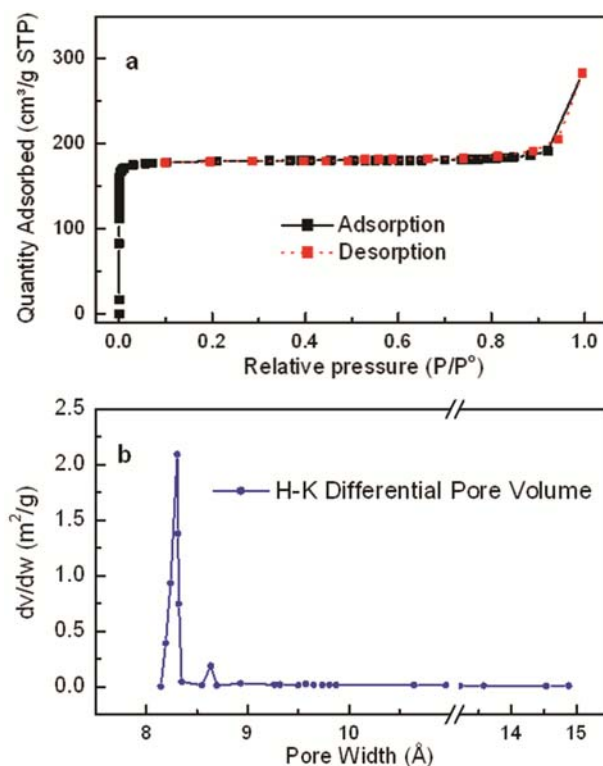 a
300
200
100
0
Quantity Adsorbed (cm³/g STP)
Adsorption
Desorption
0.0 0.2 0.4 0.6 0.8 1.0
Relative pressure (P/P°)
b
2.5
2.0
1.5
1.0
0.5
0.0
dv/dw (m²/g)
H-K Differential Pore Volume
8 9 10 14 15
Pore Width (Å)